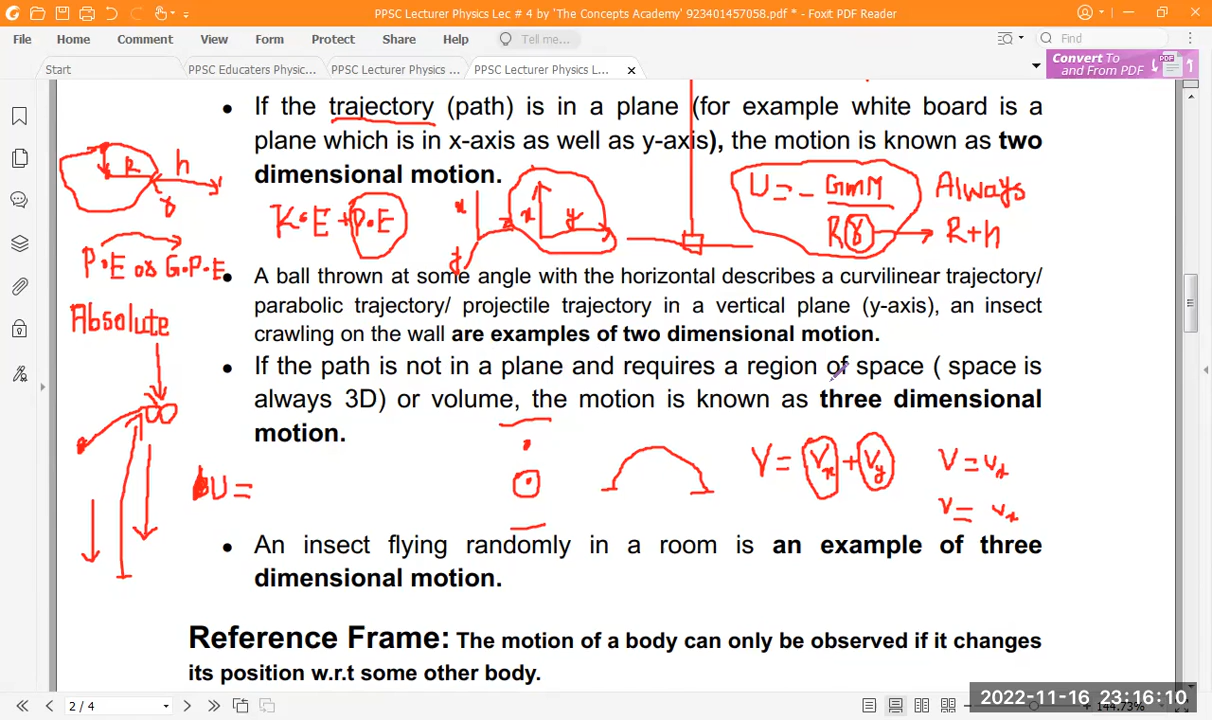 PPSC Lecturer Physics Lec # 4 by 'The Concepts Academy' 923401457058.pdf * - Foxit PDF Reader
File Home Comment View Form Protect Share Help Tell me... Find
Start PPSC Educaters Physic... PPSC Lecturer Physics ... PPSC Lecturer Physics L... Convert To and From PDF
• If the trajectory (path) is in a plane (for example white board is a
plane which is in x-axis as well as y-axis), the motion is known as two
dimensional motion.
R h
r
K.E + P.E
x y
x y
U = - GmM Always
R r R+h
P.E or G.P.E
• A ball thrown at some angle with the horizontal describes a curvilinear trajectory/
parabolic trajectory/ projectile trajectory in a vertical plane (y-axis), an insect
crawling on the wall are examples of two dimensional motion.
Absolute
• If the path is not in a plane and requires a region of space ( space is
always 3D) or volume, the motion is known as three dimensional
motion.
V = Vx + Vy V = vx
U = V = vx
• An insect flying randomly in a room is an example of three
dimensional motion.
Reference Frame: The motion of a body can only be observed if it changes
its position w.r.t some other body.
2 / 4
2022-11-16 23:16:10
144.73%